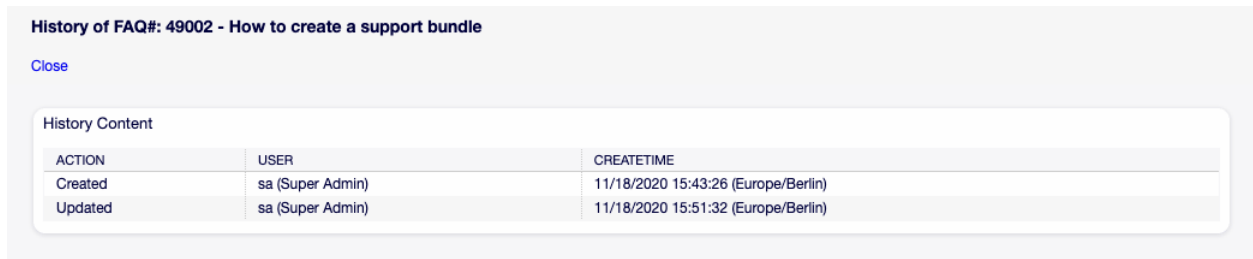 History of FAQ#: 49002 - How to create a support bundle
Close
History Content
ACTION USER CREATETIME
Created sa (Super Admin) 11/18/2020 15:43:26 (Europe/Berlin)
Updated sa (Super Admin) 11/18/2020 15:51:32 (Europe/Berlin)